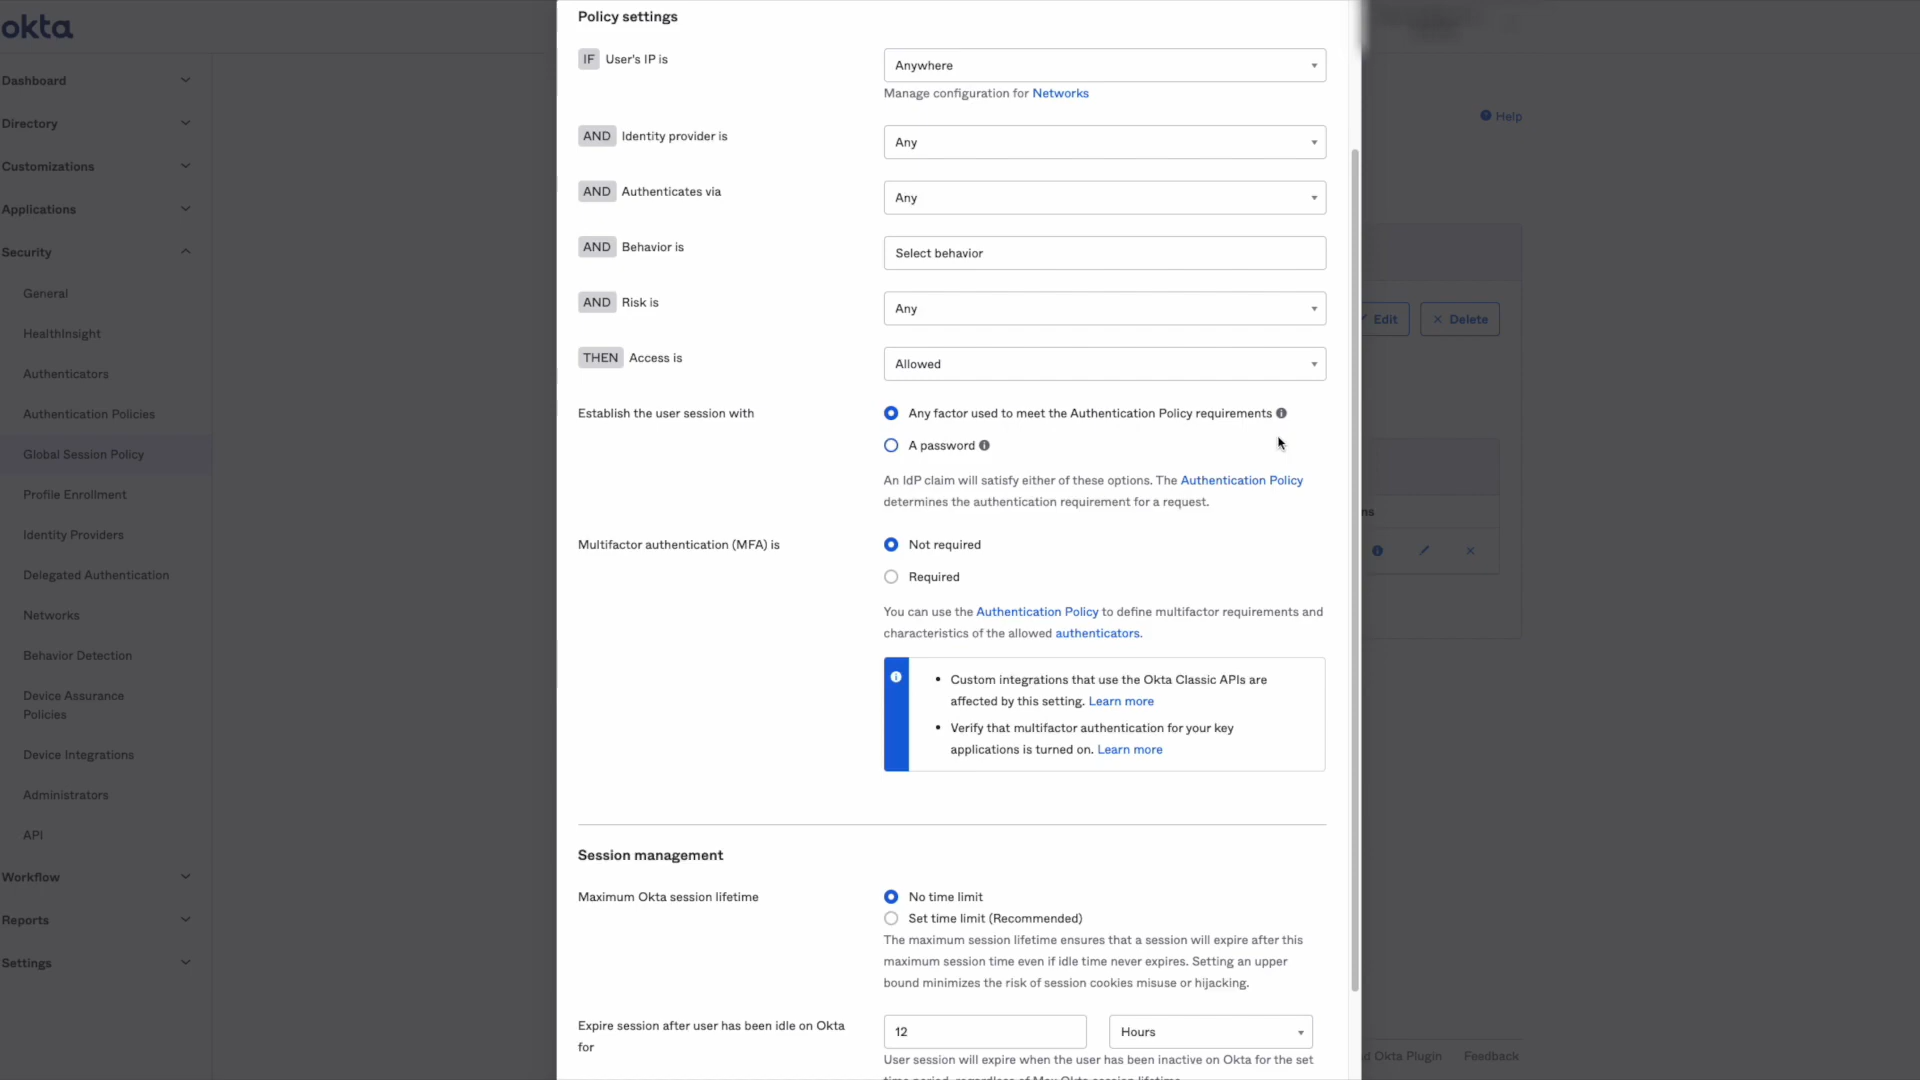 okta
Dashboard
Directory
Customizations
Applications
Security
General
HealthInsight
Authenticators
Authentication Policies
Global Session Policy
Profile Enrollment
Identity Providers
Delegated Authentication
Networks
Behavior Detection
Device Assurance
Policies
Device Integrations
Administrators
API
Workflow
Reports
Settings
Policy settings
IF User's IP is
Anywhere
Manage configuration for Networks
AND Identity provider is
Any
AND Authenticates via
Any
AND Behavior is
Select behavior
AND Risk is
Any
THEN Access is
Allowed
Establish the user session with
Any factor used to meet the Authentication Policy requirements
A password
An IdP claim will satisfy either of these options. The Authentication Policy
determines the authentication requirement for a request.
Multifactor authentication (MFA) is
Not required
Required
You can use the Authentication Policy to define multifactor requirements and
characteristics of the allowed authenticators.
• Custom integrations that use the Okta Classic APIs are
affected by this setting. Learn more
• Verify that multifactor authentication for your key
applications is turned on. Learn more
Session management
Maximum Okta session lifetime
No time limit
Set time limit (Recommended)
The maximum session lifetime ensures that a session will expire after this
maximum session time even if idle time never expires. Setting an upper
bound minimizes the risk of session cookies misuse or hijacking.
Expire session after user has been idle on Okta
for
12
Hours
User session will expire when the user has been inactive on Okta for the set
time period, regardless of Max Okta session lifetime.
Help
Edit
Delete
ns
d Okta Plugin
Feedback